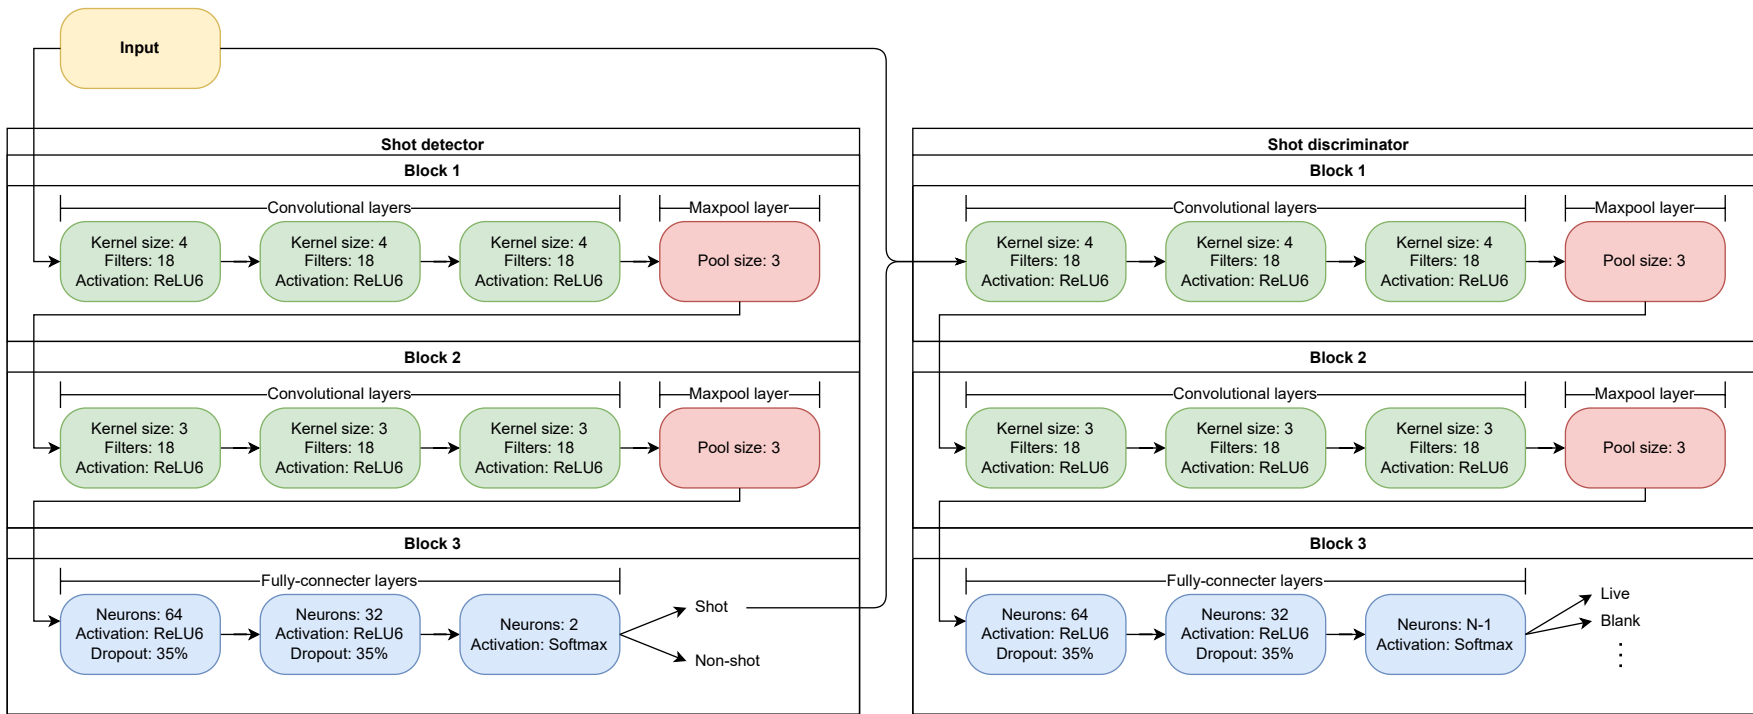 Input
Shot detector
Block 1
Convolutional layers
Maxpool layer
Kernel size: 4
Filters: 18
Activation: ReLU6
Kernel size: 4
Filters: 18
Activation: ReLU6
Kernel size: 4
Filters: 18
Activation: ReLU6
Pool size: 3
Block 2
Convolutional layers
Maxpool layer
Kernel size: 3
Filters: 18
Activation: ReLU6
Kernel size: 3
Filters: 18
Activation: ReLU6
Kernel size: 3
Filters: 18
Activation: ReLU6
Pool size: 3
Block 3
Fully-connecter layers
Neurons: 64
Activation: ReLU6
Dropout: 35%
Neurons: 32
Activation: ReLU6
Dropout: 35%
Neurons: 2
Activation: Softmax
Shot
Non-shot
Shot discriminator
Block 1
Convolutional layers
Maxpool layer
Kernel size: 4
Filters: 18
Activation: ReLU6
Kernel size: 4
Filters: 18
Activation: ReLU6
Kernel size: 4
Filters: 18
Activation: ReLU6
Pool size: 3
Block 2
Convolutional layers
Maxpool layer
Kernel size: 3
Filters: 18
Activation: ReLU6
Kernel size: 3
Filters: 18
Activation: ReLU6
Kernel size: 3
Filters: 18
Activation: ReLU6
Pool size: 3
Block 3
Fully-connecter layers
Neurons: 64
Activation: ReLU6
Dropout: 35%
Neurons: 32
Activation: ReLU6
Dropout: 35%
Neurons: N-1
Activation: Softmax
Live
Blank